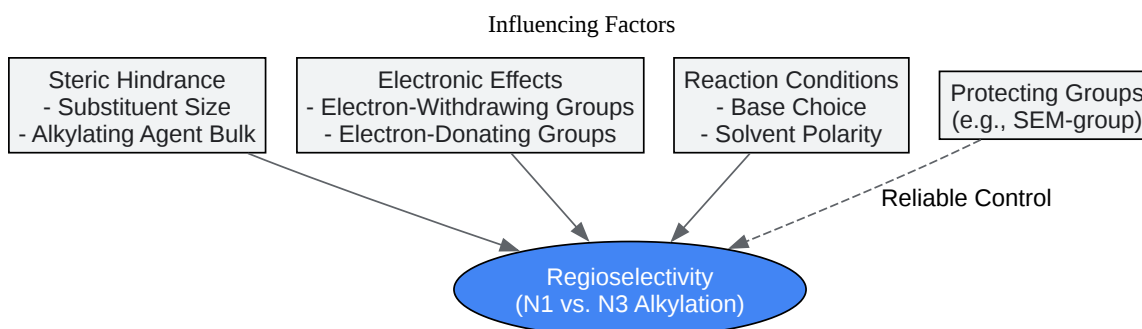 Influencing Factors
Steric Hindrance
- Substituent Size
- Alkylating Agent Bulk
Electronic Effects
- Electron-Withdrawing Groups
- Electron-Donating Groups
Reaction Conditions
- Base Choice
- Solvent Polarity
Protecting Groups
(e.g., SEM-group)
Reliable Control
Regioselectivity
(N1 vs. N3 Alkylation)